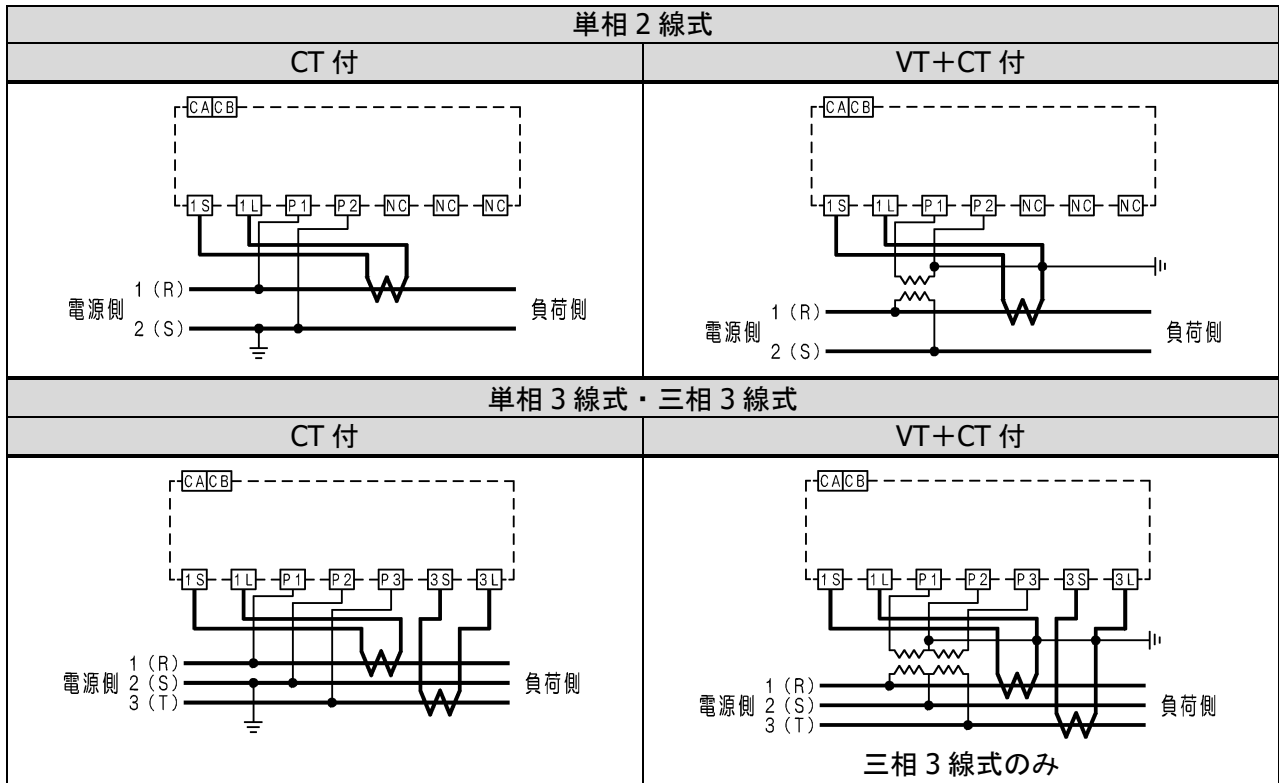 単相2線式
CT付 VT+CT付
CA CB CA CB
1S 1L P1 P2 NC NC NC 1S 1L P1 P2 NC NC NC
電源側 1(R) 負荷側
2(S)
電源側 1(R) 負荷側
2(S)
単相3線式・三相3線式
CT付 VT+CT付
CA CB CA CB
1S 1L P1 P2 P3 3S 3L 1S 1L P1 P2 P3 3S 3L
1(R)
電源側 2(S) 負荷側
3(T)
1(R)
電源側 2(S) 負荷側
3(T)
三相3線式のみ